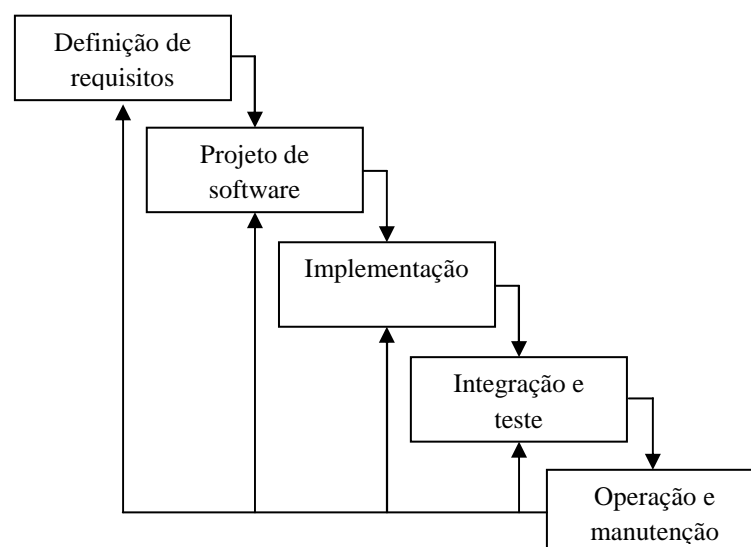 Definição de
requisitos
Projeto de
software
Implementação
Integração e
teste
Operação e
manutenção